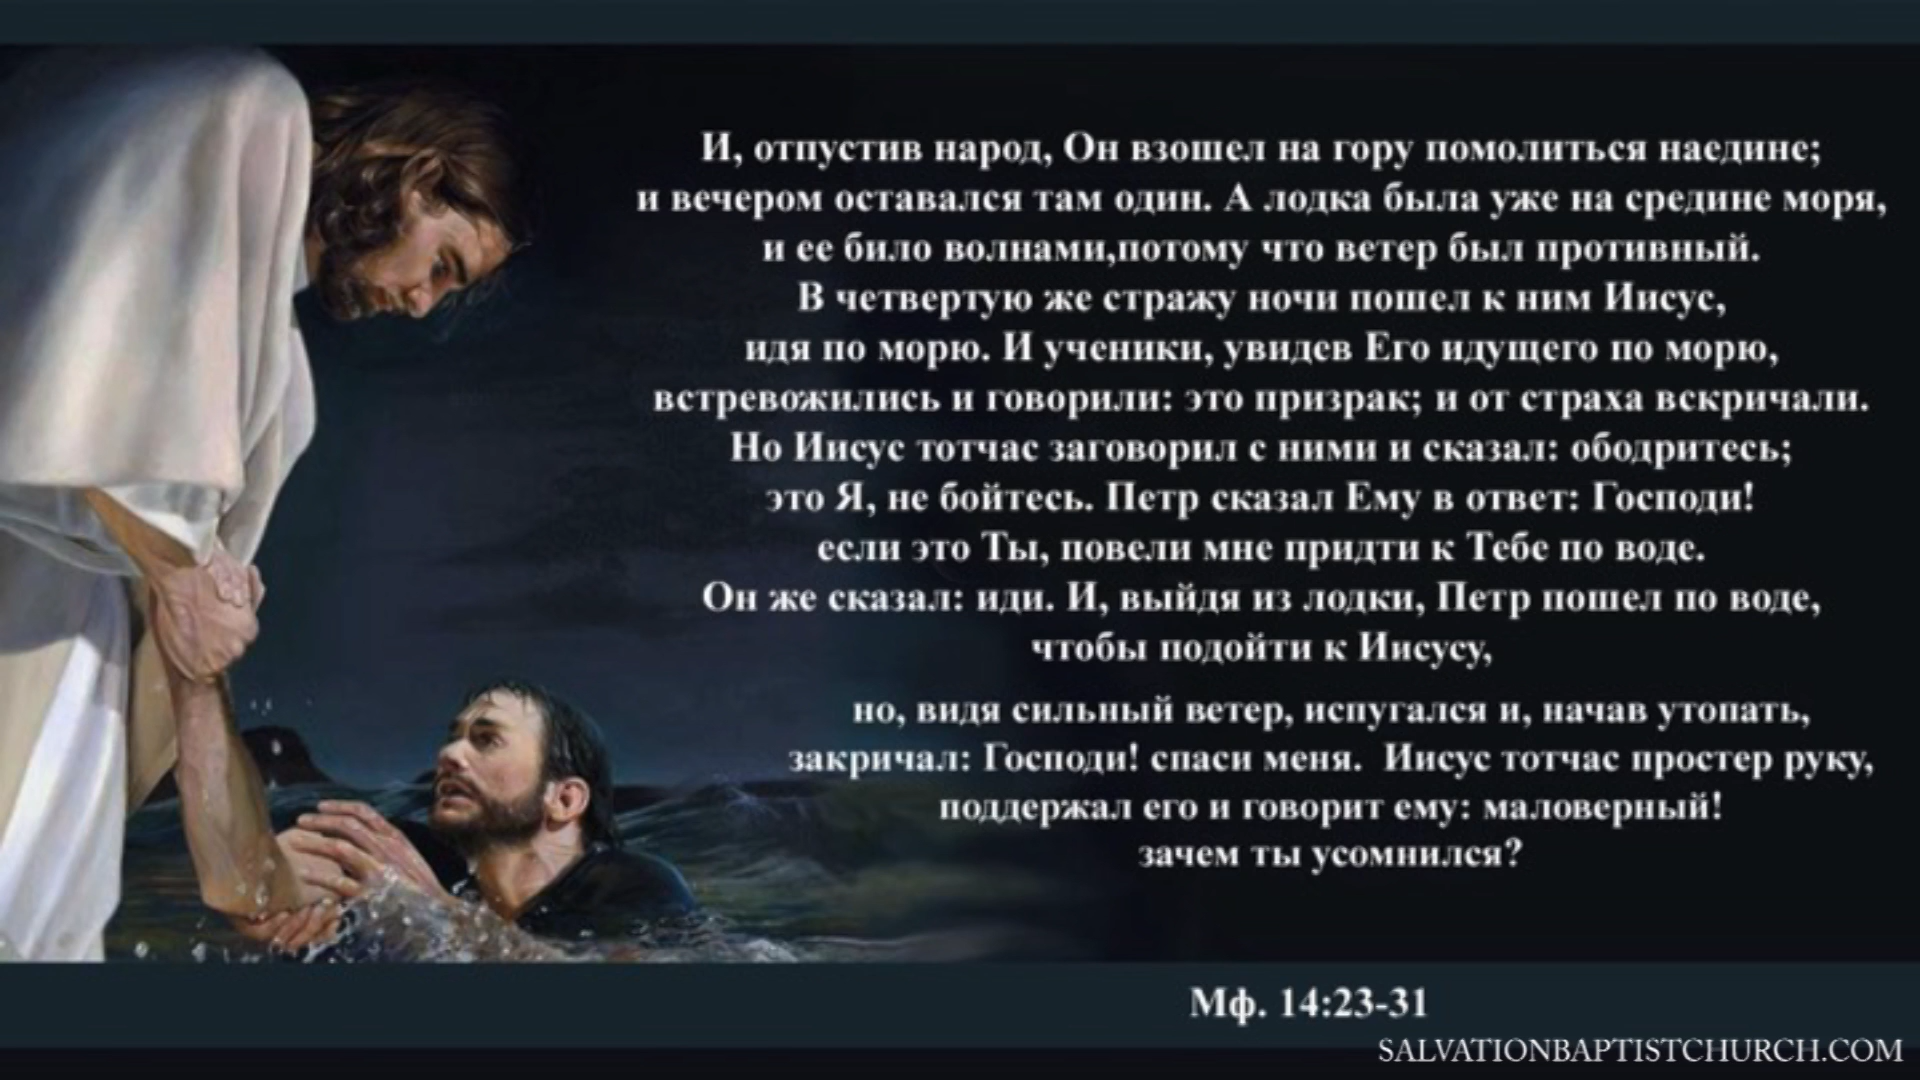 И, отпустив народ, Он взошел на гору помолиться наедине;
и вечером оставался там один. А лодка была уже на средине моря,
и ее било волнами,потому что ветер был противный.
В четвертую же стражу ночи пошел к ним Иисус,
идя по морю. И ученики, увидев Его идущего по морю,
встревожились и говорили: это призрак; и от страха вскричали.
Но Иисус тотчас заговорил с ними и сказал: ободритесь;
это Я, не бойтесь. Петр сказал Ему в ответ: Господи!
если это Ты, повели мне придти к Тебе по воде.
Он же сказал: иди. И, выйдя из лодки, Петр пошел по воде,
чтобы подойти к Иисусу,
но, видя сильный ветер, испугался и, начав утопать,
закричал: Господи! спаси меня. Иисус тотчас простер руку,
поддержал его и говорит ему: маловерный!
зачем ты усомнился?
Мф. 14:23-31
SALVATIONBAPTISTCHURCH.COM